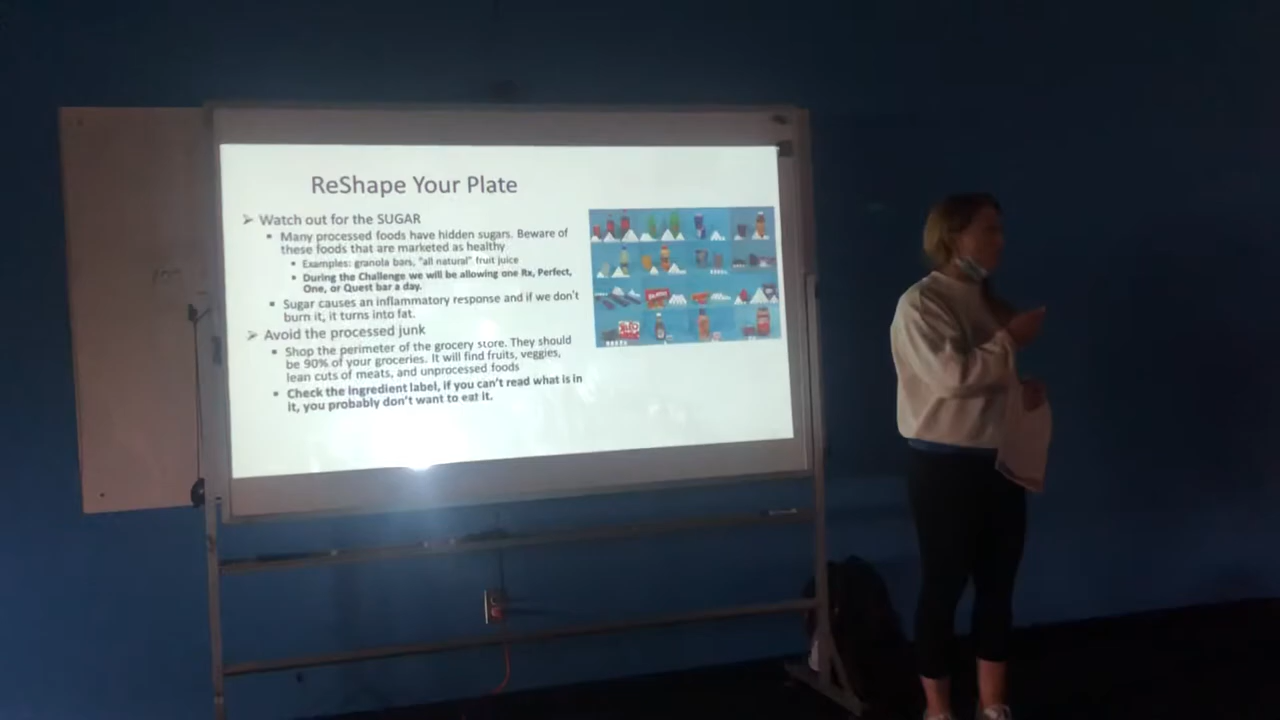 ReShape Your Plate
➢ Watch out for the SUGAR
▪ Many processed foods have hidden sugars. Beware of
these foods that are marketed as healthy
▪ Examples: granola bars, "all natural" fruit juice
▪ During the Challenge we will be allowing one Rx, Perfect,
One, or Quest bar a day.
▪ Sugar causes an inflammatory response and if we don't
burn it, it turns into fat.
➢ Avoid the processed junk
▪ Shop the perimeter of the grocery store. They should
be 90% of your groceries. It will find fruits, veggies,
lean cuts of meats, and unprocessed foods
▪ Check the ingredient label, if you can't read what is in
it, you probably don't want to eat it.